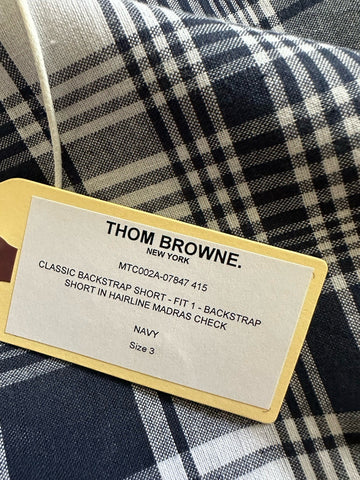 THOM BROWNE.
NEW YORK
MTC002A-07847 415
CLASSIC BACKSTRAP SHORT - FIT 1 - BACKSTRAP
SHORT IN HAIRLINE MADRAS CHECK
NAVY
Size 3